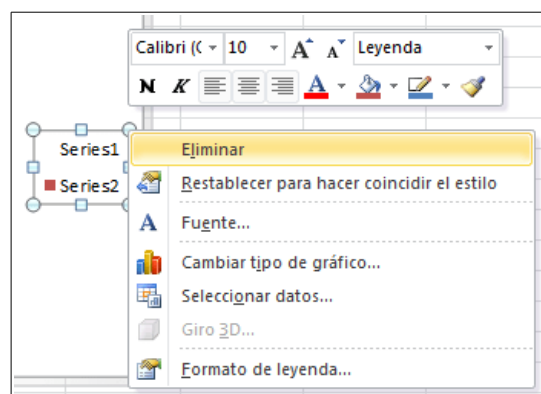 Calibri (C 10 A A Leyenda
N K A
Series1
Series2
Eliminar
Restablecer para hacer coincidir el estilo
A Fuente...
Cambiar tipo de gráfico...
Seleccionar datos...
Giro 3D...
Formato de leyenda...